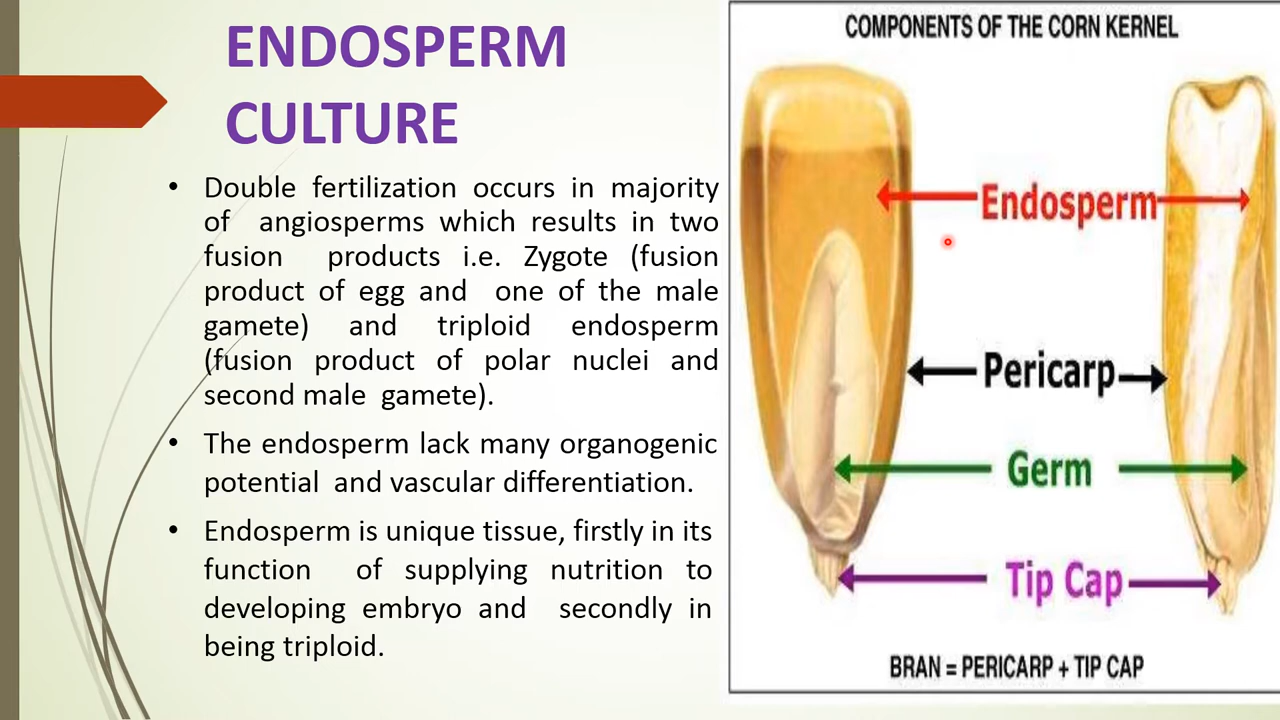 ENDOSPERM
CULTURE
• Double fertilization occurs in majority
of angiosperms which results in two
fusion products i.e. Zygote (fusion
product of egg and one of the male
gamete) and triploid endosperm
(fusion product of polar nuclei and
second male gamete).
• The endosperm lack many organogenic
potential and vascular differentiation.
• Endosperm is unique tissue, firstly in its
function of supplying nutrition to
developing embryo and secondly in
being triploid.
COMPONENTS OF THE CORN KERNEL
Endosperm
Pericarp
Germ
Tip Cap
BRAN = PERICARP + TIP CAP